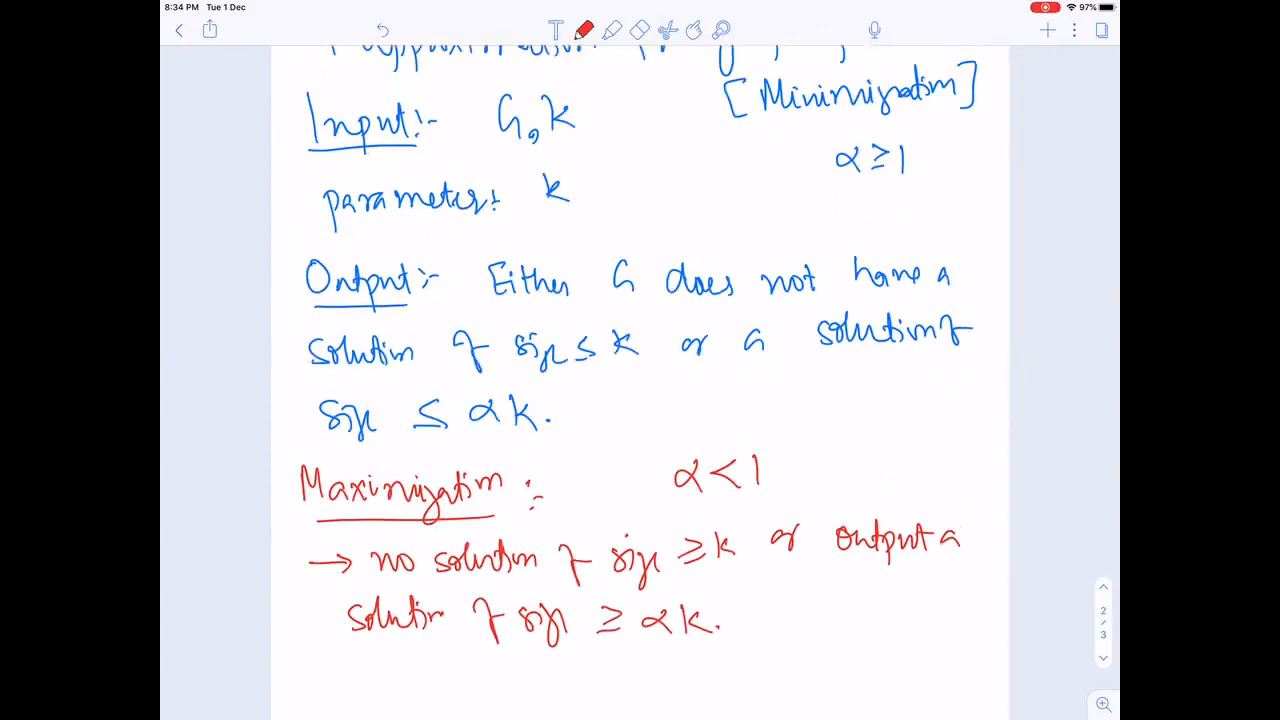 8:34 PM Tue 1 Dec
97%
[Minimization]
Input:- G, k
α ≥ 1
parameter: k
Output:- Either G does not have a
solution of size ≤ k or a solution of
size ≤ αk.
Maximization :- α < 1
→ no solution of size ≥ k or output a
solution of size ≥ αk.
2
/
3